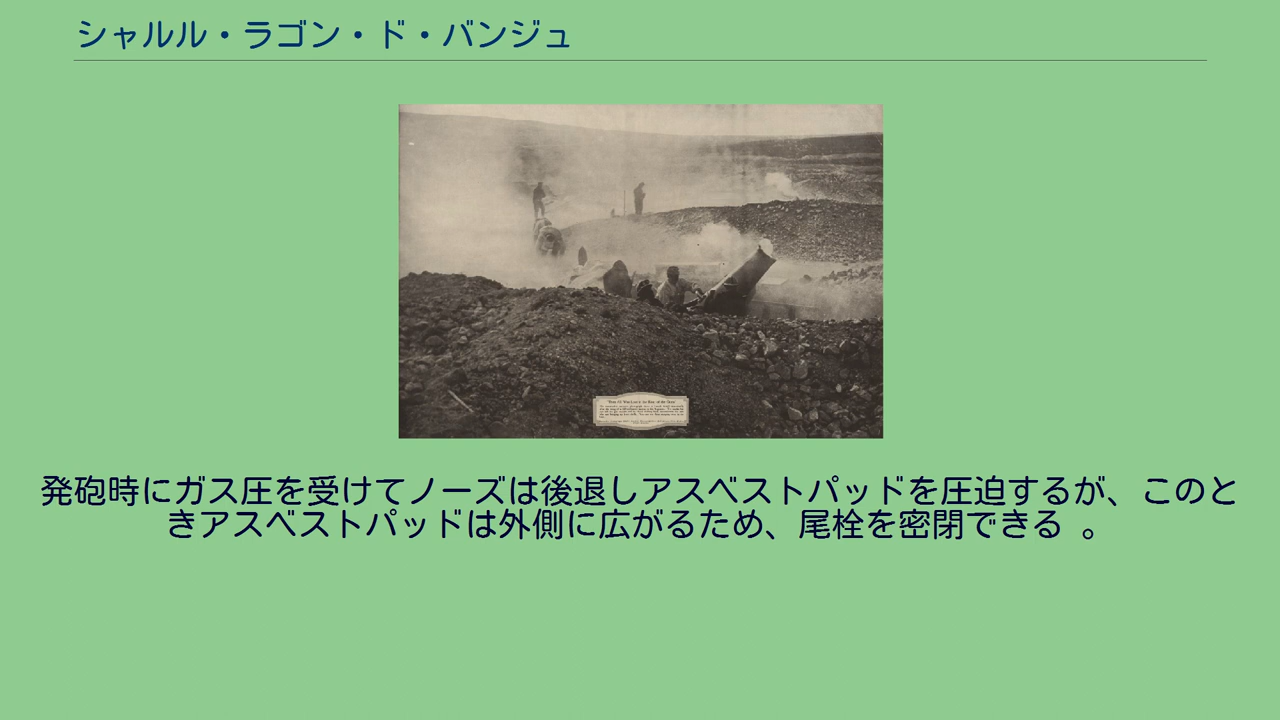 シャルル・ラゴン・ド・バンジュ
発砲時にガス圧を受けてノーズは後退しアスベストパッドを圧迫するが、このと
きアスベストパッドは外側に広がるため、尾栓を密閉できる 。